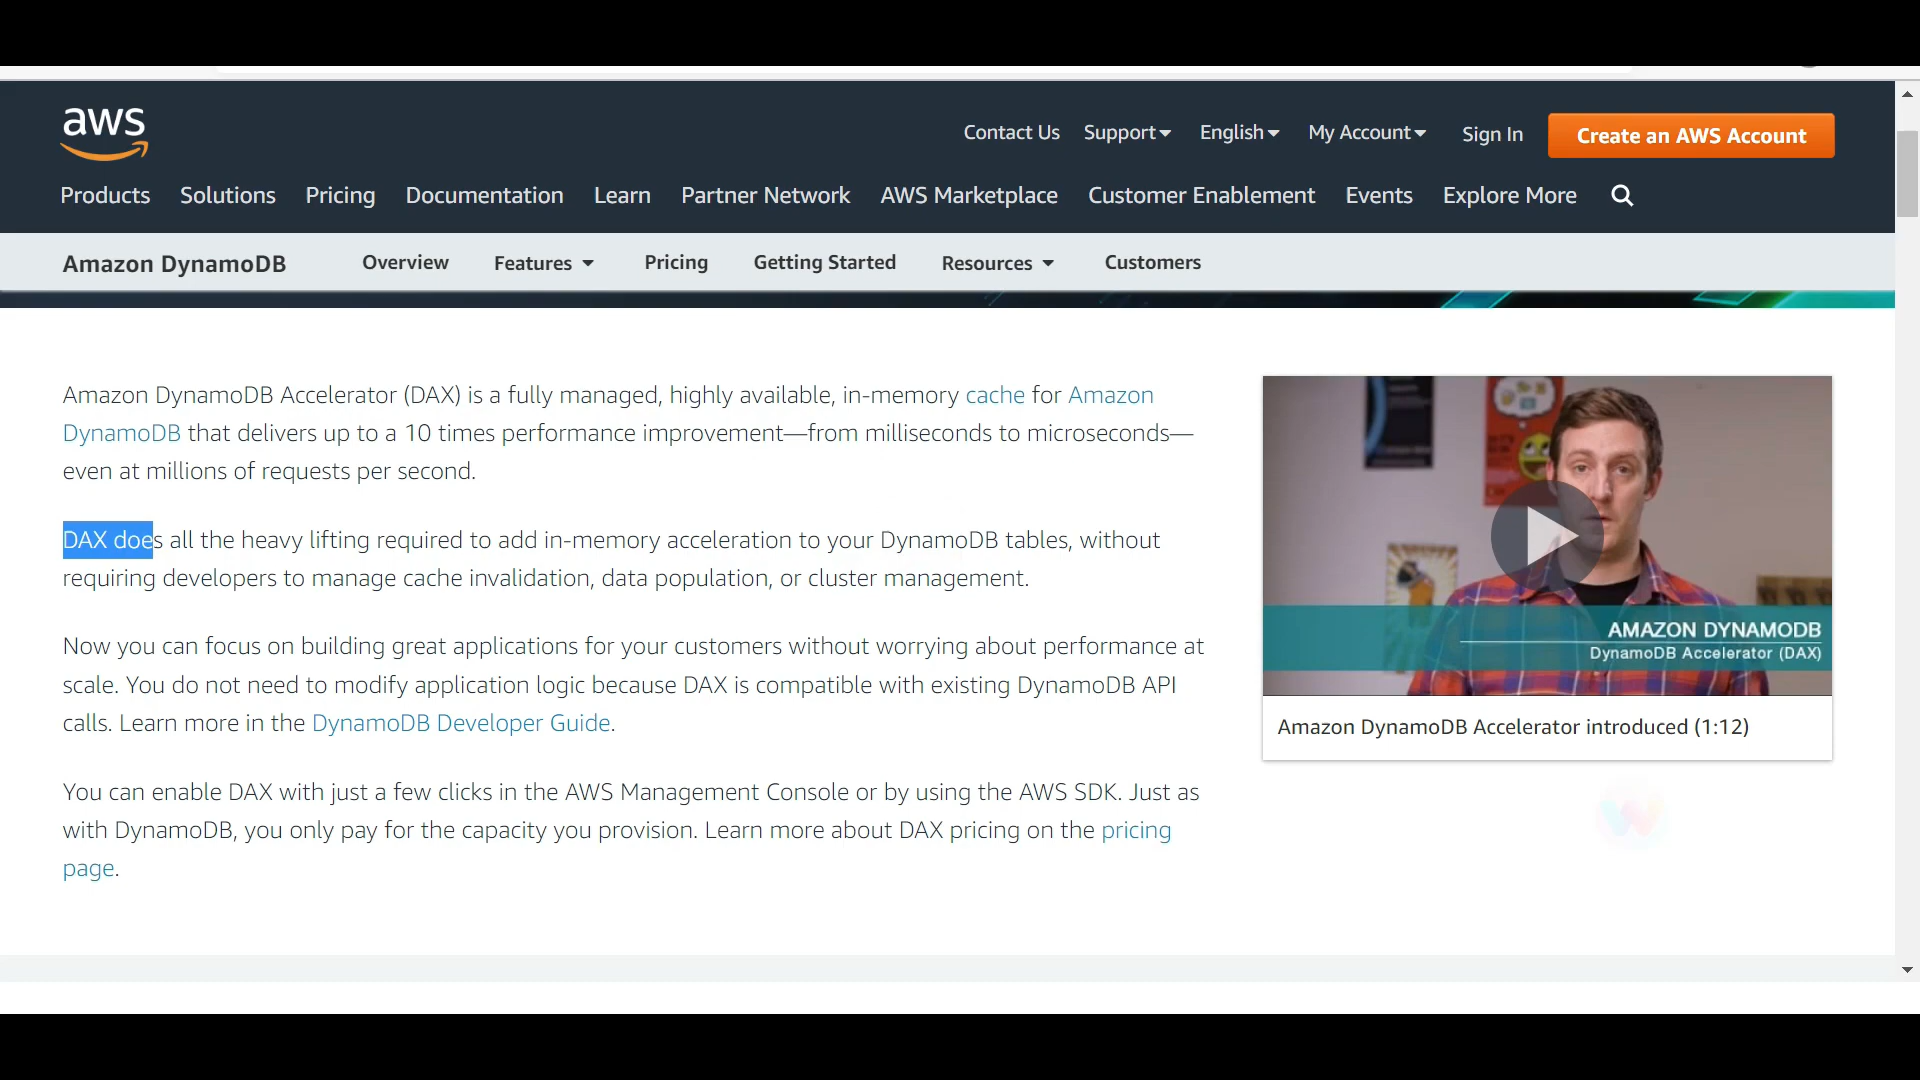 aws
Contact Us Support English My Account Sign In Create an AWS Account
Products Solutions Pricing Documentation Learn Partner Network AWS Marketplace Customer Enablement Events Explore More
Amazon DynamoDB Overview Features Pricing Getting Started Resources Customers
Amazon DynamoDB Accelerator (DAX) is a fully managed, highly available, in-memory cache for Amazon
DynamoDB that delivers up to a 10 times performance improvement—from milliseconds to microseconds—
even at millions of requests per second.
DAX does all the heavy lifting required to add in-memory acceleration to your DynamoDB tables, without
requiring developers to manage cache invalidation, data population, or cluster management.
Now you can focus on building great applications for your customers without worrying about performance at
scale. You do not need to modify application logic because DAX is compatible with existing DynamoDB API
calls. Learn more in the DynamoDB Developer Guide.
You can enable DAX with just a few clicks in the AWS Management Console or by using the AWS SDK. Just as
with DynamoDB, you only pay for the capacity you provision. Learn more about DAX pricing on the pricing
page.
AMAZON DYNAMODB
DynamoDB Accelerator (DAX)
Amazon DynamoDB Accelerator introduced (1:12)